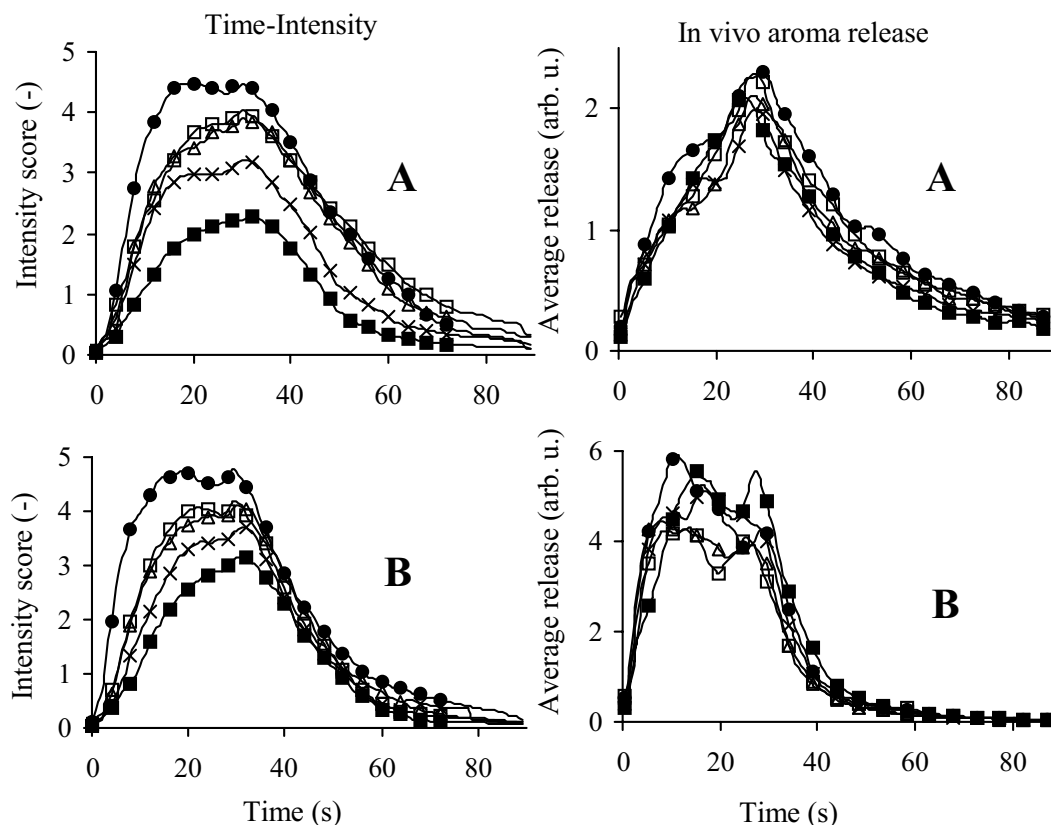 Time-Intensity
In vivo aroma release
Intensity score (-)
5
4
3
2
1
0
0 20 40 60 80
A
Average release (arb. u.)
2
1
0
0 20 40 60 80
A
Intensity score (-)
5
4
3
2
1
0
0 20 40 60 80
B
Time (s)
Average release (arb. u.)
6
4
2
0
0 20 40 60 80
B
Time (s)